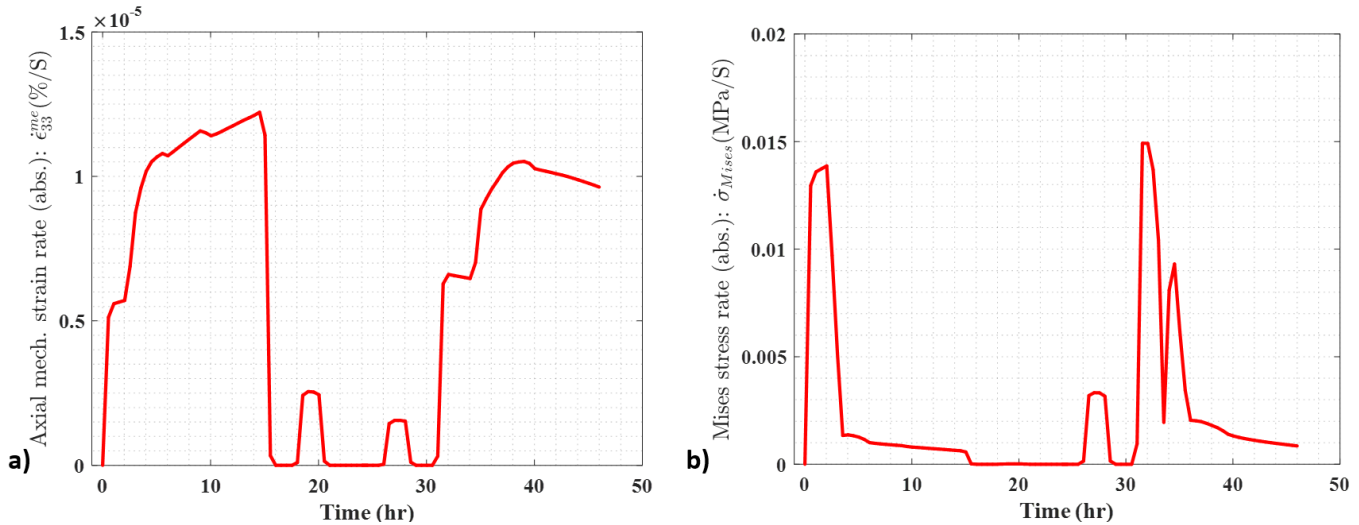 ×10⁻⁵
1.5
1
0.5
0
Axial mech. strain rate (abs.): ε̇₃₃ᵐᵉ(%/S)
0 10 20 30 40 50
Time (hr)
a)
0.02
0.015
0.01
0.005
0
Mises stress rate (abs.): σ̇_Mises(MPa/S)
0 10 20 30 40 50
Time (hr)
b)